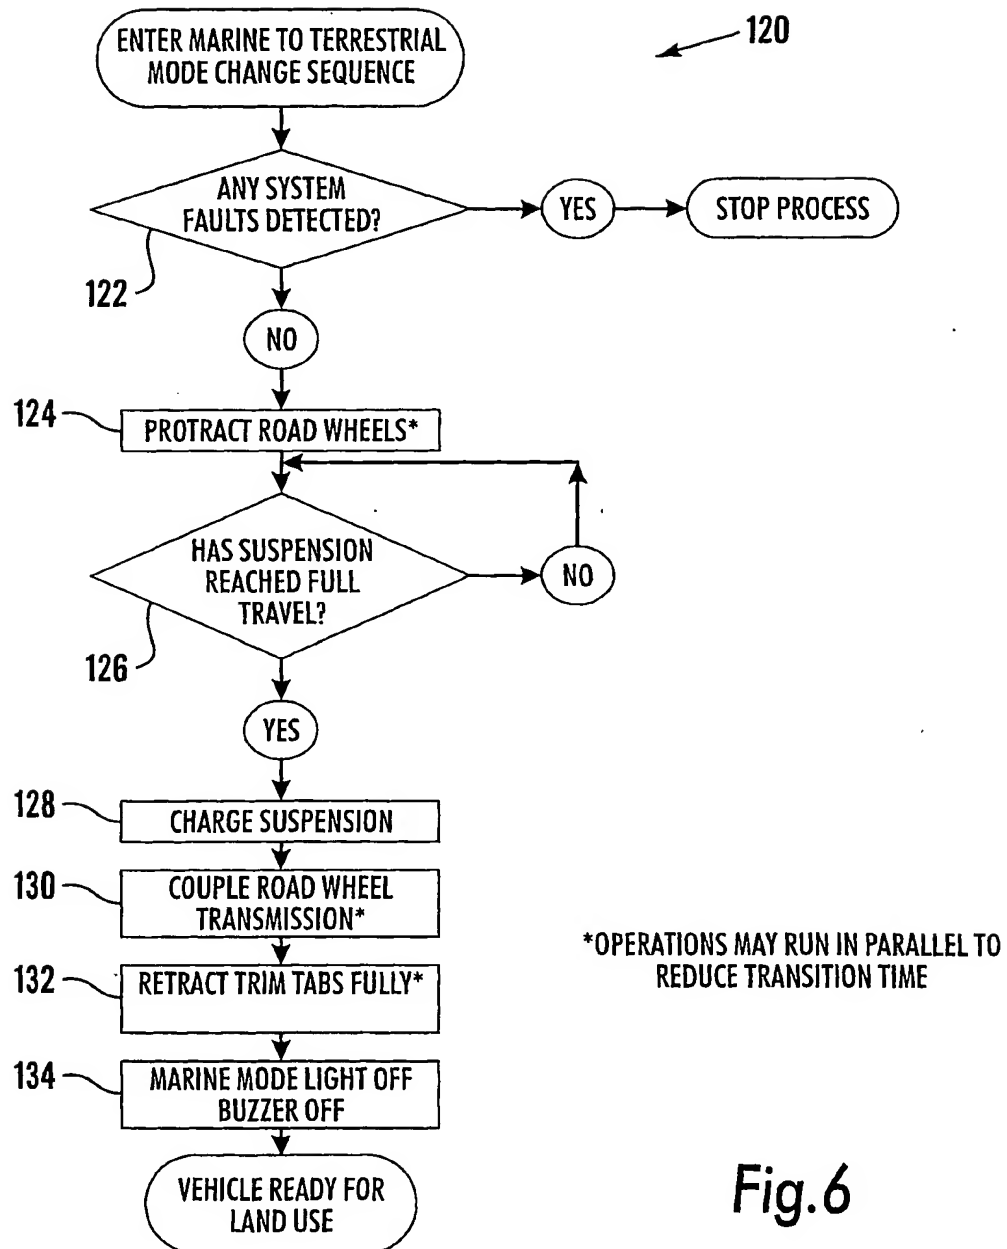 ENTER MARINE TO TERRESTRIAL
MODE CHANGE SEQUENCE
120
ANY SYSTEM
FAULTS DETECTED?
YES
STOP PROCESS
122
NO
124
PROTRACT ROAD WHEELS*
HAS SUSPENSION
REACHED FULL
TRAVEL?
NO
126
YES
128
CHARGE SUSPENSION
130
COUPLE ROAD WHEEL
TRANSMISSION*
132
RETRACT TRIM TABS FULLY*
*OPERATIONS MAY RUN IN PARALLEL TO
REDUCE TRANSITION TIME
134
MARINE MODE LIGHT OFF
BUZZER OFF
VEHICLE READY FOR
LAND USE
Fig.6